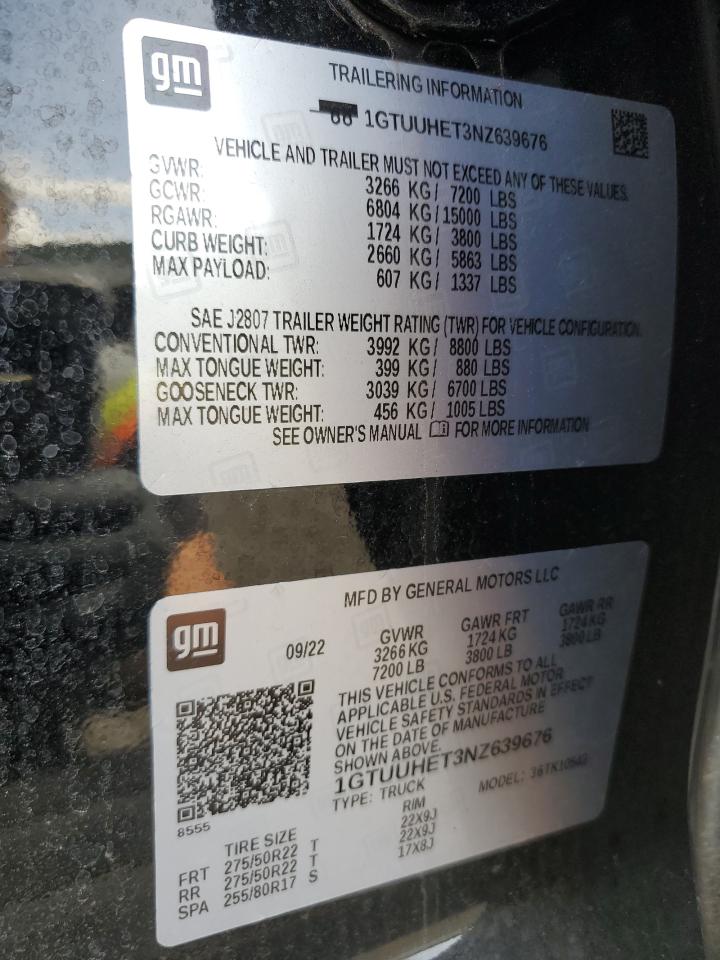 gm
TRAILERING INFORMATION
1GTUUHET3NZ639676
VEHICLE AND TRAILER MUST NOT EXCEED ANY OF THESE VALUES.
GVWR: 3266 KG/ 7200 LBS
GCWR: 6804 KG/15000 LBS
RGAWR: 1724 KG/ 3800 LBS
CURB WEIGHT: 2660 KG/ 5863 LBS
MAX PAYLOAD: 607 KG/ 1337 LBS
SAE J2807 TRAILER WEIGHT RATING (TWR) FOR VEHICLE CONFIGURATION.
CONVENTIONAL TWR: 3992 KG/ 8800 LBS
MAX TONGUE WEIGHT: 399 KG/ 880 LBS
GOOSENECK TWR: 3039 KG/ 6700 LBS
MAX TONGUE WEIGHT: 456 KG/ 1005 LBS
SEE OWNER'S MANUAL FOR MORE INFORMATION
gm
MFD BY GENERAL MOTORS LLC
09/22 GVWR GAWR FRT GAWR RR
3266 KG 1724 KG 1724 KG
7200 LB 3800 LB 3800 LB
THIS VEHICLE CONFORMS TO ALL
APPLICABLE U.S. FEDERAL MOTOR
VEHICLE SAFETY STANDARDS IN EFFECT
ON THE DATE OF MANUFACTURE
SHOWN ABOVE.
1GTUUHET3NZ639676
TYPE: TRUCK MODEL:
8555
TIRE SIZE RIM
FRT 275/50R22 T 22X9J
RR 275/50R22 T 22X9J
SPA 255/80R17 S 17X8J